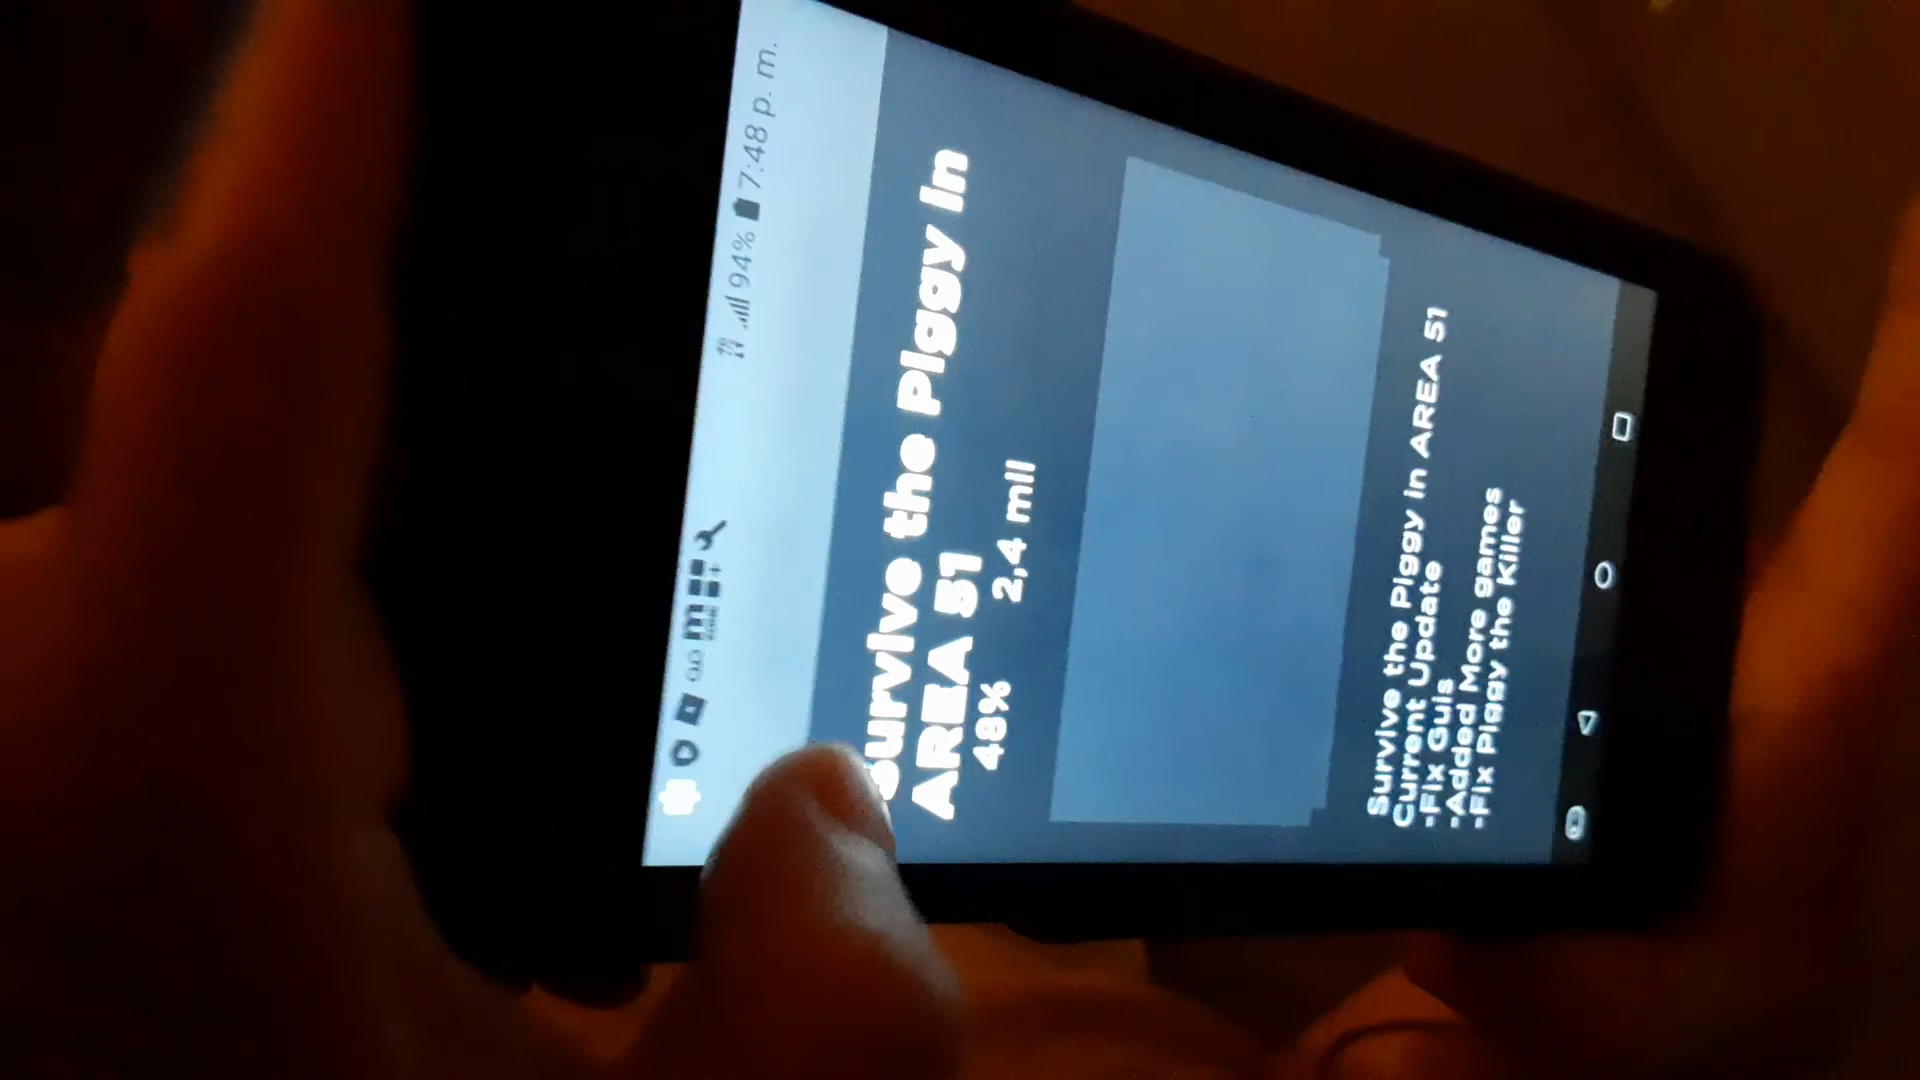 94% 7:48 p. m.
Survive the Piggy in
AREA 51
48% 2,4 mil
Survive the Piggy in AREA 51
Current Update
-Fix Guis
-Added More games
-Fix Piggy the Killer